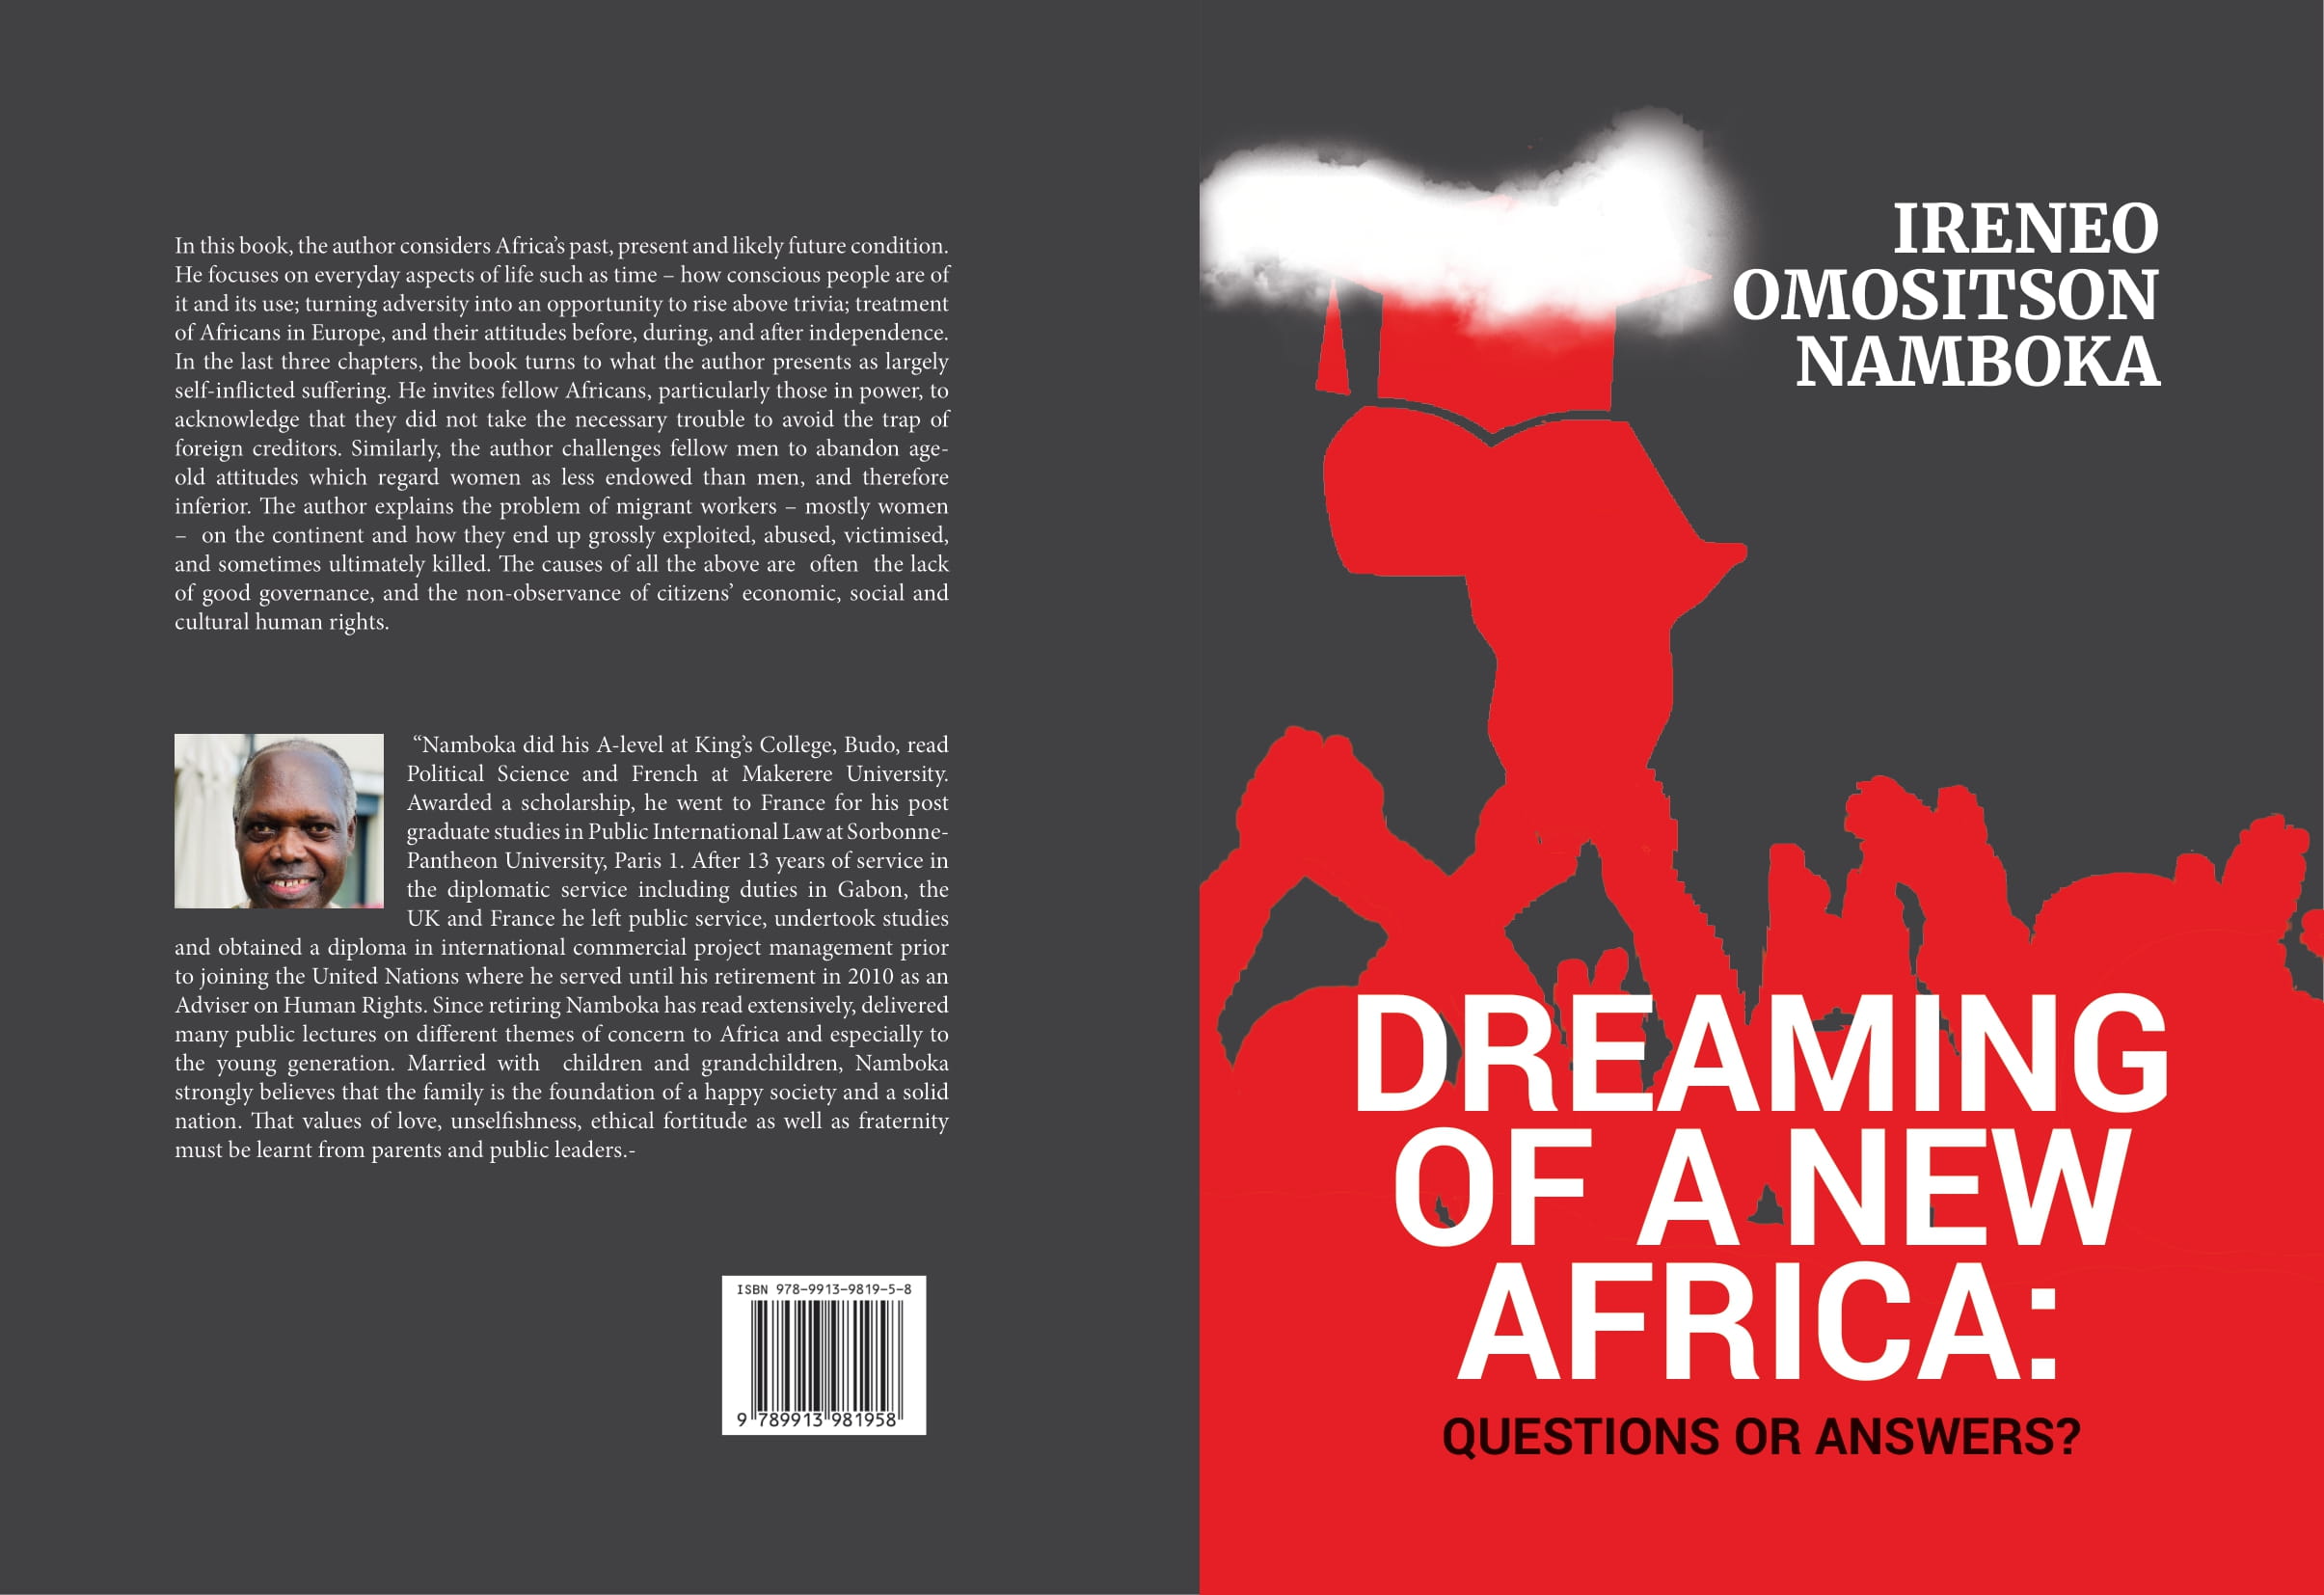 In this book, the author considers Africa’s past, present and likely future condition.
He focuses on everyday aspects of life such as time – how conscious people are of
it and its use; turning adversity into an opportunity to rise above trivia; treatment
of Africans in Europe, and their attitudes before, during, and after independence.
In the last three chapters, the book turns to what the author presents as largely
self-inflicted suffering. He invites fellow Africans, particularly those in power, to
acknowledge that they did not take the necessary trouble to avoid the trap of
foreign creditors. Similarly, the author challenges fellow men to abandon age-
old attitudes which regard women as less endowed than men, and therefore
inferior. The author explains the problem of migrant workers – mostly women
– on the continent and how they end up grossly exploited, abused, victimised,
and sometimes ultimately killed. The causes of all the above are often the lack
of good governance, and the non-observance of citizens’ economic, social and
cultural human rights.
“Namboka did his A-level at King’s College, Budo, read
Political Science and French at Makerere University.
Awarded a scholarship, he went to France for his post
graduate studies in Public International Law at Sorbonne-
Pantheon University, Paris 1. After 13 years of service in
the diplomatic service including duties in Gabon, the
UK and France he left public service, undertook studies
and obtained a diploma in international commercial project management prior
to joining the United Nations where he served until his retirement in 2010 as an
Adviser on Human Rights. Since retiring Namboka has read extensively, delivered
many public lectures on different themes of concern to Africa and especially to
the young generation. Married with children and grandchildren, Namboka
strongly believes that the family is the foundation of a happy society and a solid
nation. That values of love, unselfishness, ethical fortitude as well as fraternity
must be learnt from parents and public leaders.-
ISBN 978-9913-9819-5-8
9 789913 981958
IRENEO
OMOSITSON
NAMBOKA
DREAMING
OF A NEW
AFRICA:
QUESTIONS OR ANSWERS?